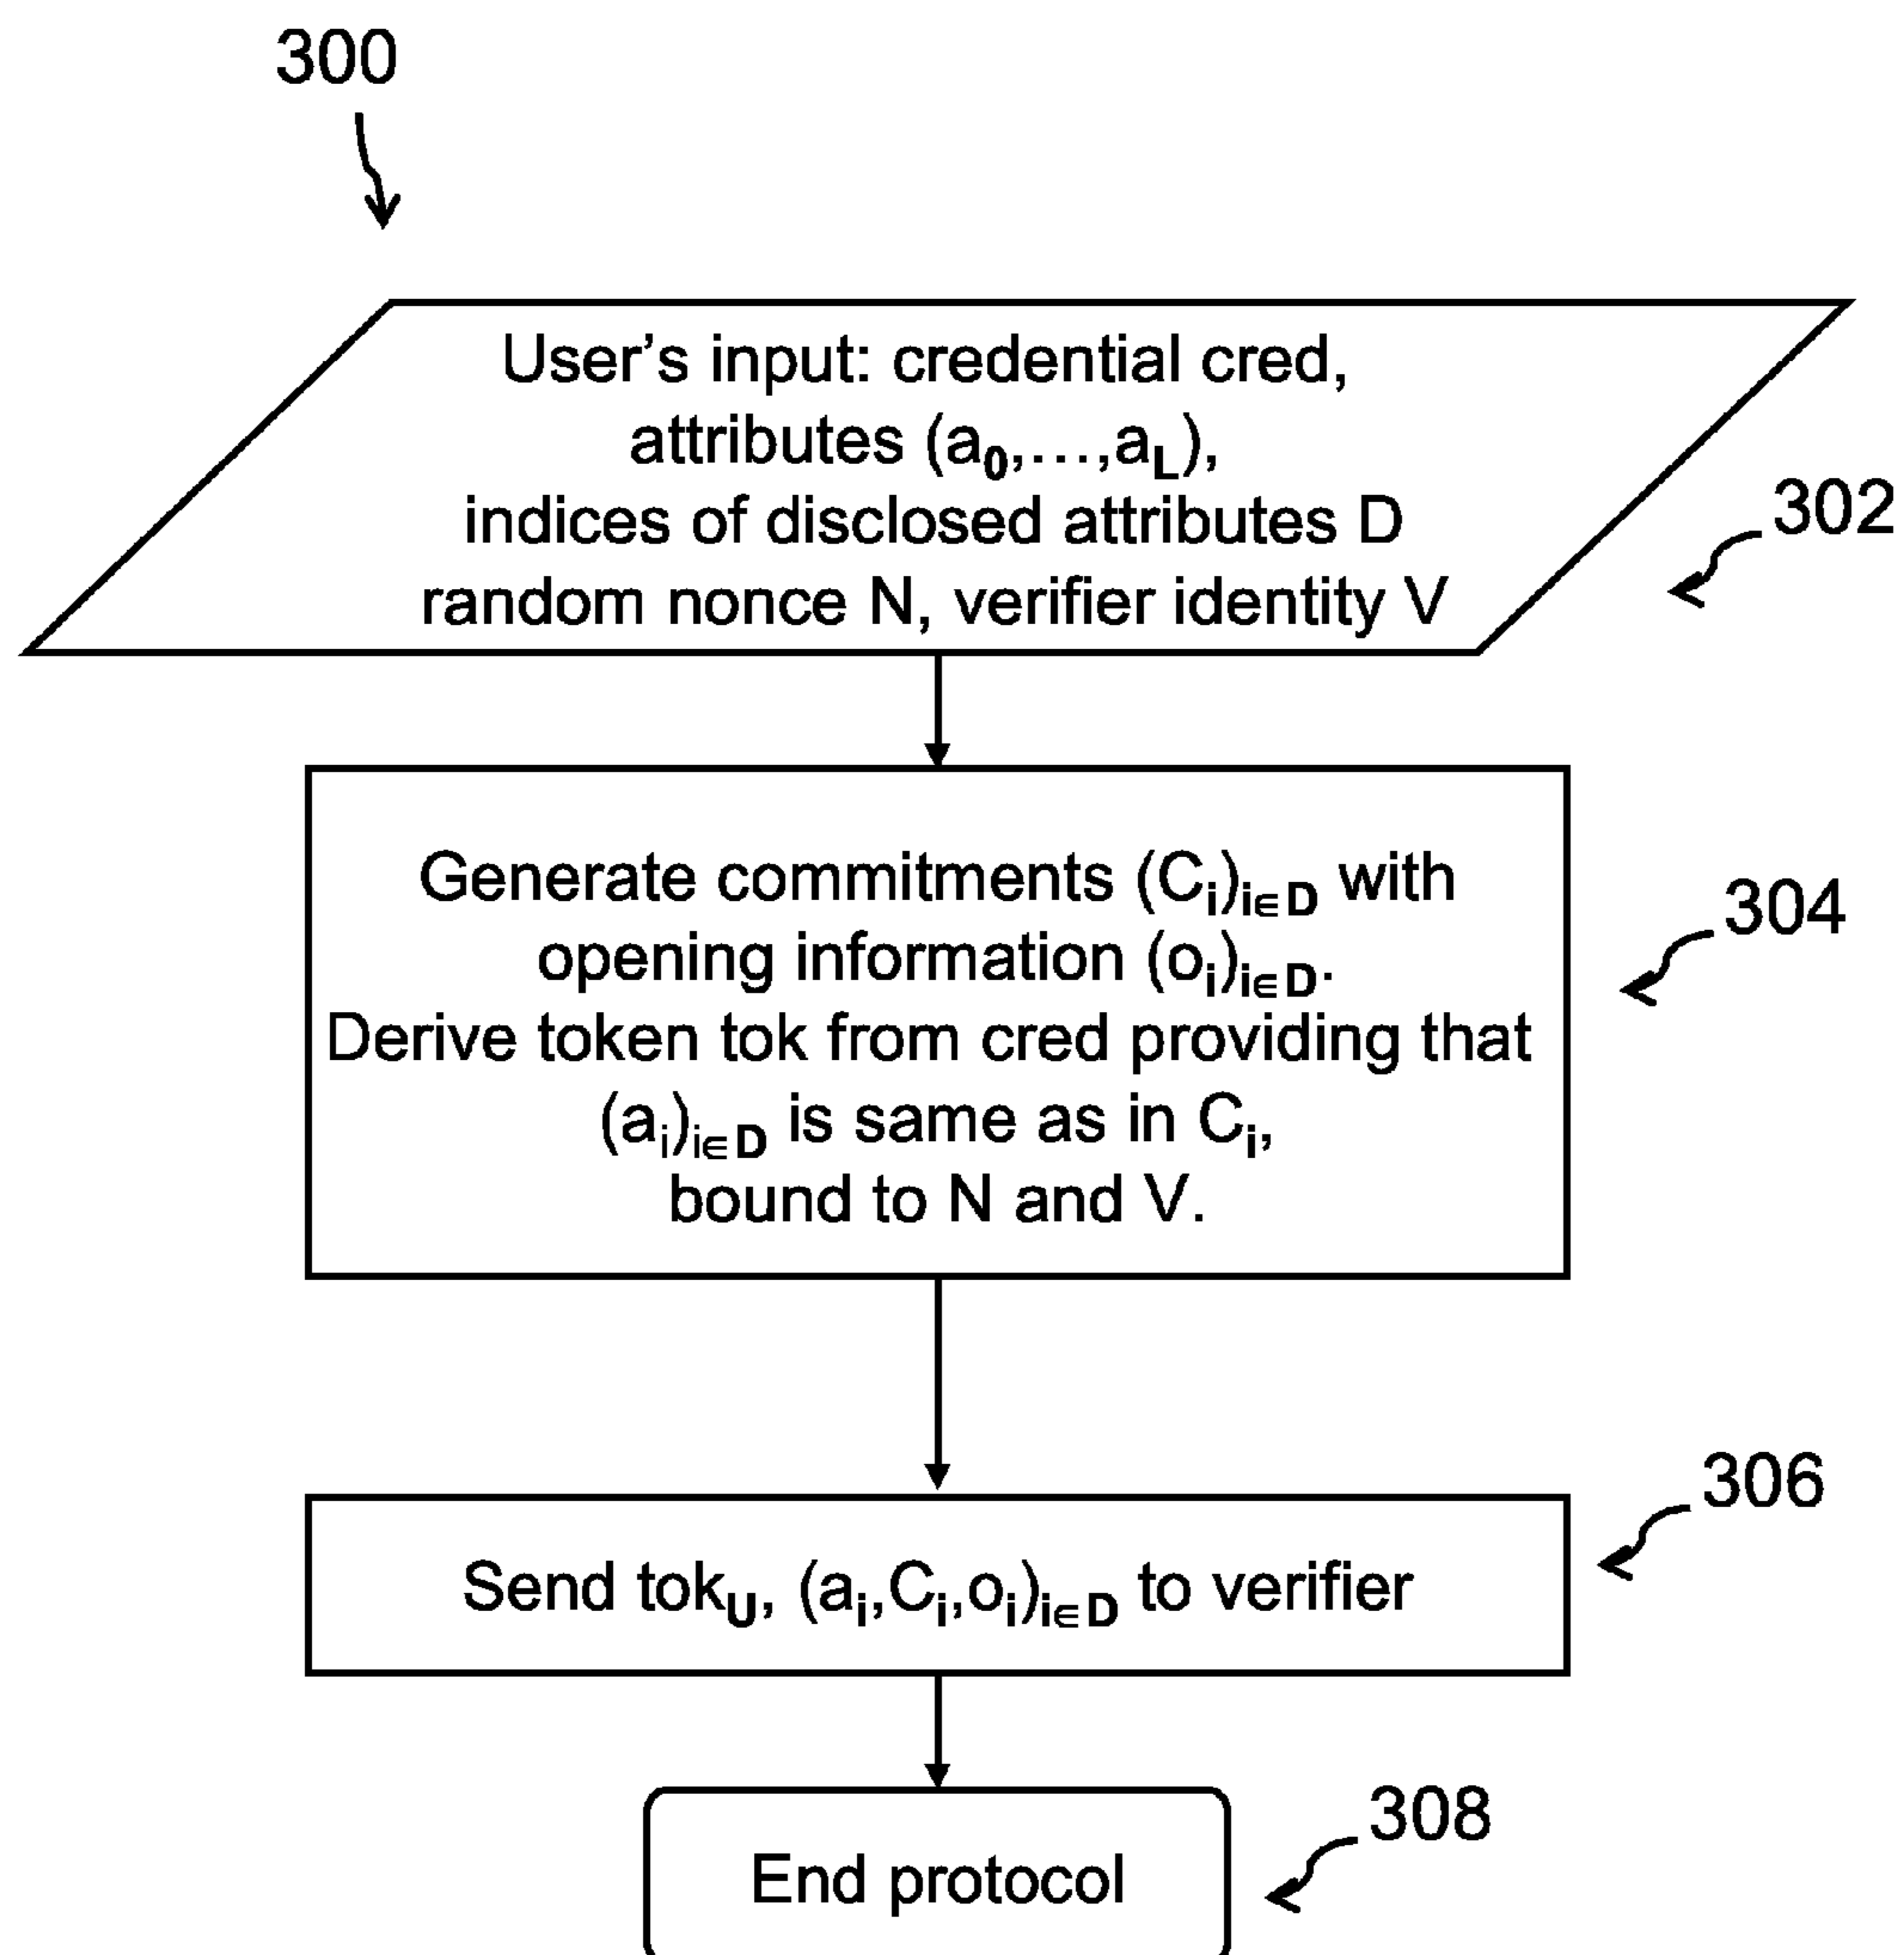 300
User's input: credential cred,
attributes (a0,...,aL),
indices of disclosed attributes D
random nonce N, verifier identity V
302
Generate commitments (Ci)i∈D with
opening information (oi)i∈D.
Derive token tok from cred providing that
(ai)i∈D is same as in Ci,
bound to N and V.
304
Send tokU, (ai,Ci,oi)i∈D to verifier
306
End protocol
308